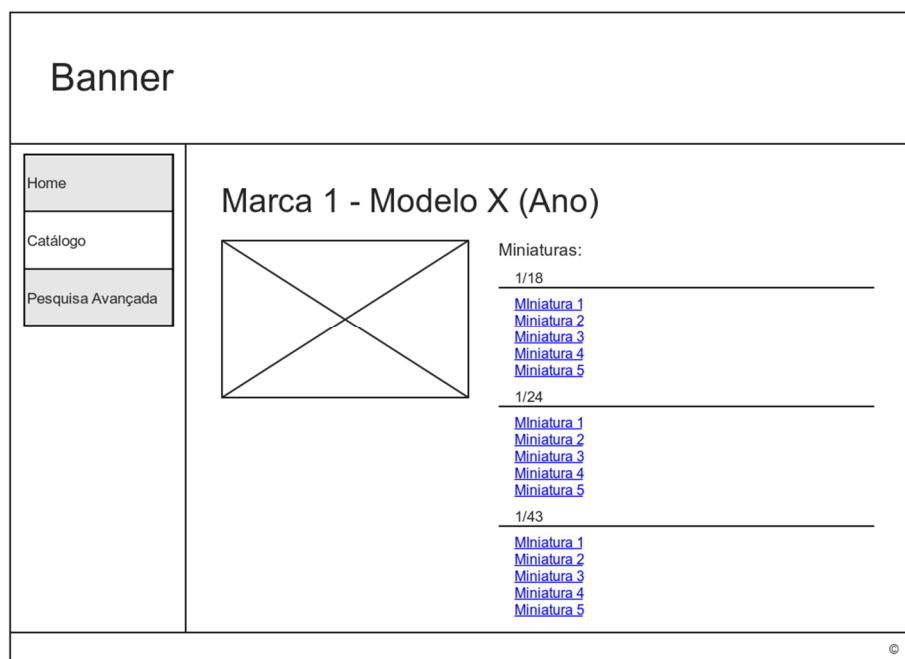 Banner
Home
Catálogo
Pesquisa Avançada
Marca 1 - Modelo X (Ano)
Miniaturas:
1/18
MIniatura 1
Miniatura 2
Miniatura 3
Miniatura 4
Miniatura 5
1/24
MIniatura 1
Miniatura 2
Miniatura 3
Miniatura 4
Miniatura 5
1/43
MIniatura 1
Miniatura 2
Miniatura 3
Miniatura 4
Miniatura 5
©